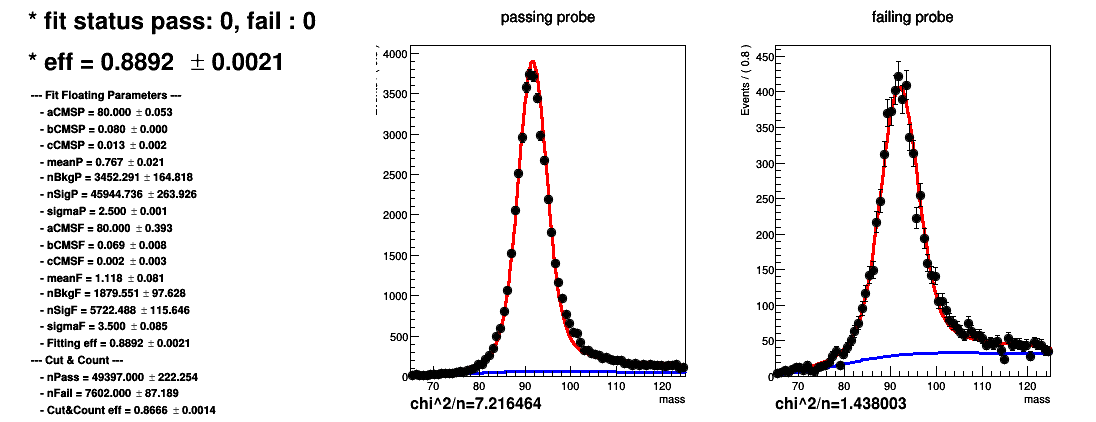 * fit status pass: 0, fail : 0
* eff = 0.8892 ± 0.0021
--- Fit Floating Parameters ---
- aCMSP = 80.000 ± 0.053
- bCMSP = 0.080 ± 0.000
- cCMSP = 0.013 ± 0.002
- meanP = 0.767 ± 0.021
- nBkgP = 3452.291 ± 164.818
- nSigP = 45944.736 ± 263.926
- sigmaP = 2.500 ± 0.001
- aCMSF = 80.000 ± 0.393
- bCMSF = 0.069 ± 0.008
- cCMSF = 0.002 ± 0.003
- meanF = 1.118 ± 0.081
- nBkgF = 1879.551 ± 97.628
- nSigF = 5722.488 ± 115.646
- sigmaF = 3.500 ± 0.085
- Fitting eff = 0.8892 ± 0.0021
--- Cut & Count ---
- nPass = 49397.000 ± 222.254
- nFail = 7602.000 ± 87.189
- Cut&Count eff = 0.8666 ± 0.0014
passing probe
4000
3500
3000
2500
2000
1500
1000
500
0
70 80 90 100 110 120
mass
chi^2/n=7.216464
failing probe
Events / ( 0.8 )
450
400
350
300
250
200
150
100
50
0
70 80 90 100 110 120
mass
chi^2/n=1.438003